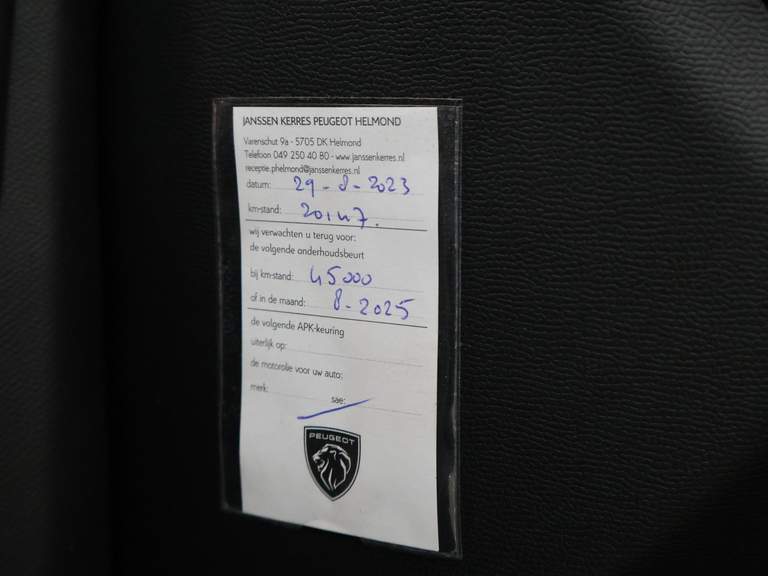 JANSSEN KERRES PEUGEOT HELMOND
Varenschut 9a - 5705 DK Helmond
Telefoon 049 250 40 80 - www.janssenkerres.nl
receptie.phelmond@janssenkerres.nl
datum: 29-8-2023
km-stand: 20147.
wij verwachten u terug voor:
de volgende onderhoudsbeurt
bij km-stand: 45000
of in de maand: 8-2025
de volgende APK-keuring
uiterlijk op:
de motorolie voor uw auto:
merk: sae:
PEUGEOT